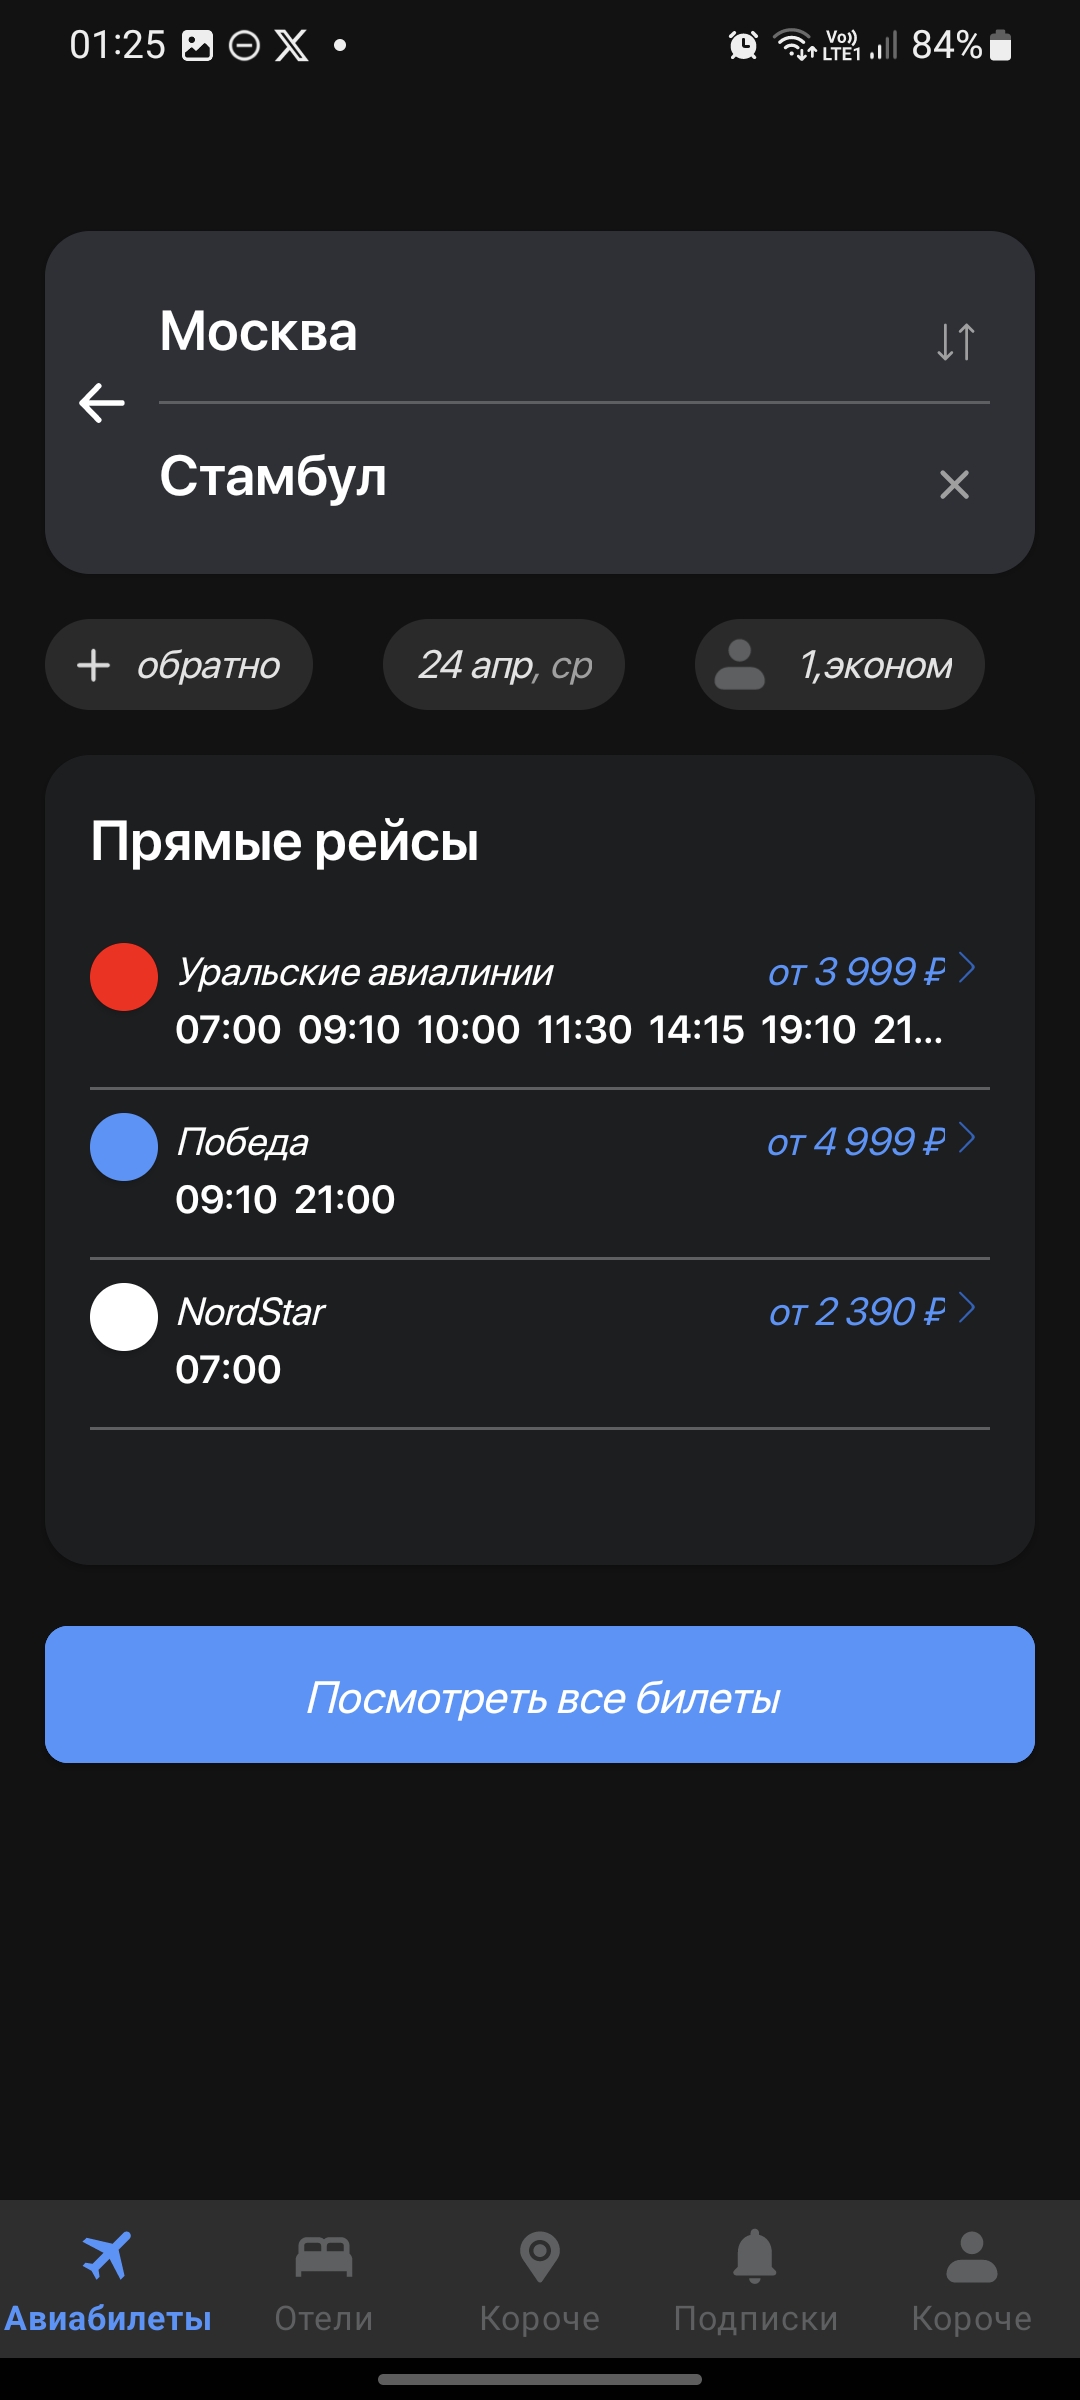 01:25 Vo)) LTE1 84%
Москва
Стамбул
обратно 24 апр, ср 1,эконом
Прямые рейсы
Уральские авиалинии от 3 999 ₽
07:00 09:10 10:00 11:30 14:15 19:10 21...
Победа от 4 999 ₽
09:10 21:00
NordStar от 2 390 ₽
07:00
Посмотреть все билеты
Авиабилеты Отели Короче Подписки Короче